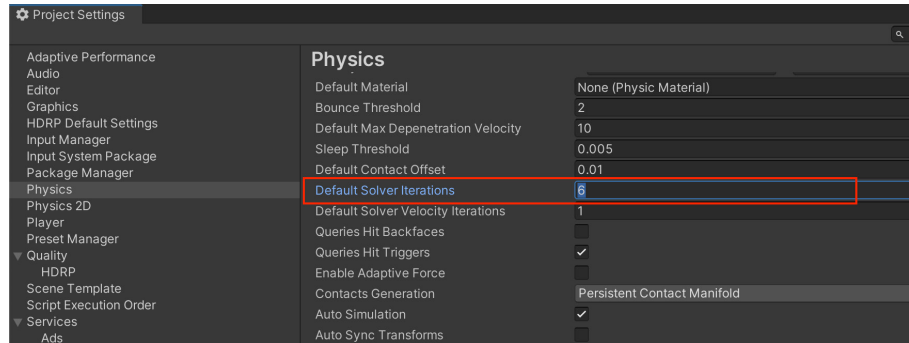 Project Settings
Adaptive Performance
Audio
Editor
Graphics
HDRP Default Settings
Input Manager
Input System Package
Package Manager
Physics
Physics 2D
Player
Preset Manager
Quality
HDRP
Scene Template
Script Execution Order
Services
Ads
Physics
Default Material None (Physic Material)
Bounce Threshold 2
Default Max Depenetration Velocity 10
Sleep Threshold 0.005
Default Contact Offset 0.01
Default Solver Iterations 6
Default Solver Velocity Iterations 1
Queries Hit Backfaces
Queries Hit Triggers
Enable Adaptive Force
Contacts Generation Persistent Contact Manifold
Auto Simulation
Auto Sync Transforms